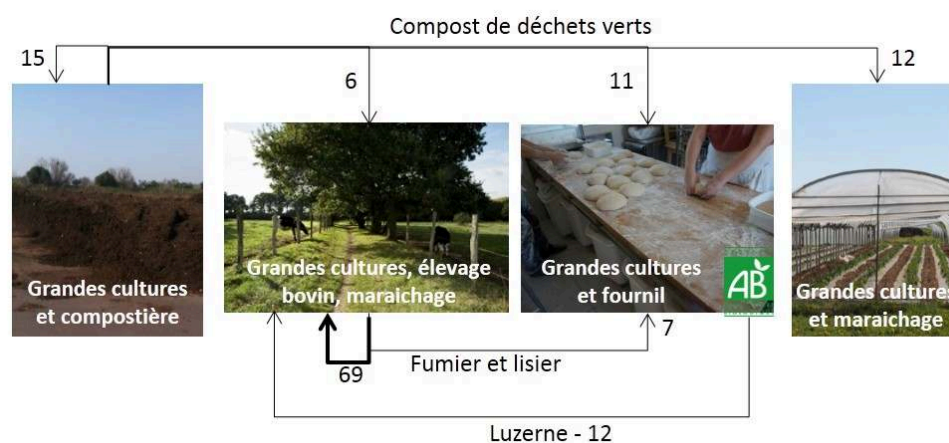 Compost de déchets verts
15
6
11
12
Grandes cultures
et compostière
Grandes cultures, élevage
bovin, maraichage
Grandes cultures
et fournil
AB
Grandes cultures
et maraichage
69
Fumier et lisier
7
Luzerne - 12